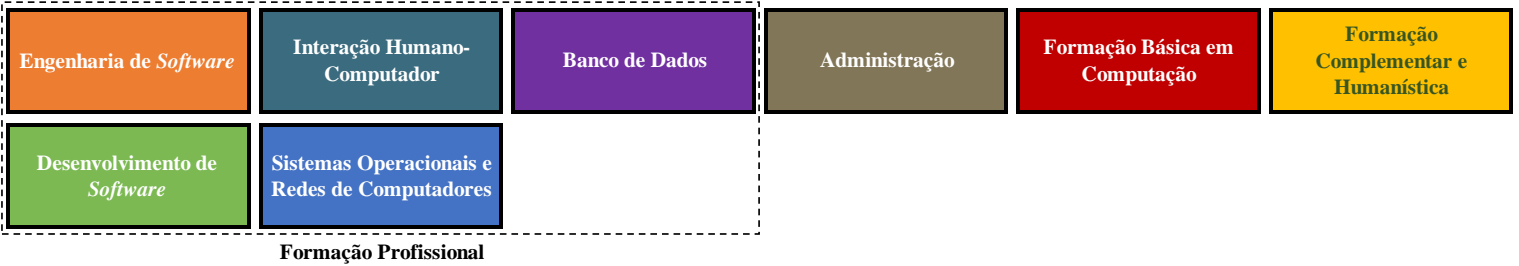 Engenharia de Software
Interação Humano-
Computador
Banco de Dados
Administração
Formação Básica em
Computação
Formação
Complementar e
Humanística
Desenvolvimento de
Software
Sistemas Operacionais e
Redes de Computadores
Formação Profissional